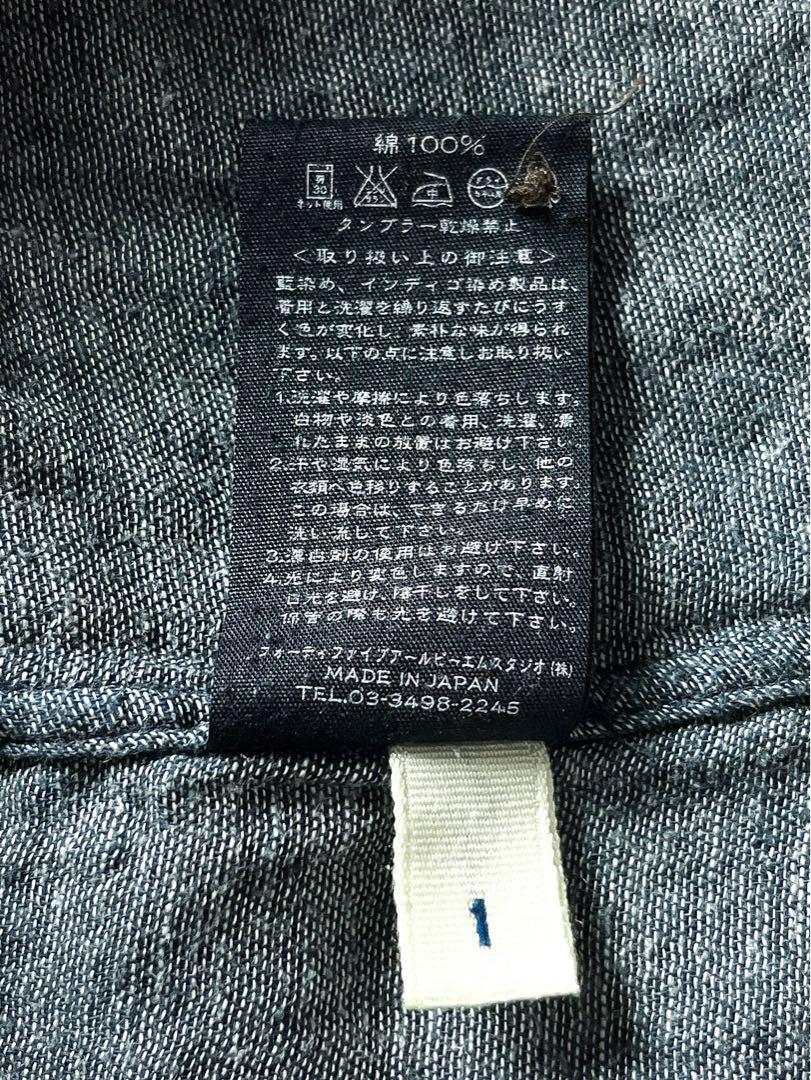 綿 100%
弱
30
ネット使用
エンソ
サラシ
中
タンブラー乾燥禁止
<取り扱い上の御注意>
藍染め、インディゴ染め製品は、
着用と洗濯を繰り返すたびにうす
く色が変化し、素朴な味が得られ
ます。以下の点に注意しお取り扱い
下さい。
1.洗濯や摩擦により色落ちします。
白物や淡色との着用、洗濯、濡
れたままの放置はお避け下さい。
2.汗や湿気により色落ちし、他の
衣類へ色移りすることがあります。
この場合は、できるだけ早めに
洗い流して下さい。
3.漂白剤の使用はお避け下さい。
4.光により変色しますので、直射
日光を避け、陰干しをして下さい。
保管の際も光を避けて下さい。
フォーティファイブアールピーエムスタジオ(株)
MADE IN JAPAN
TEL.03-3498-2245
1